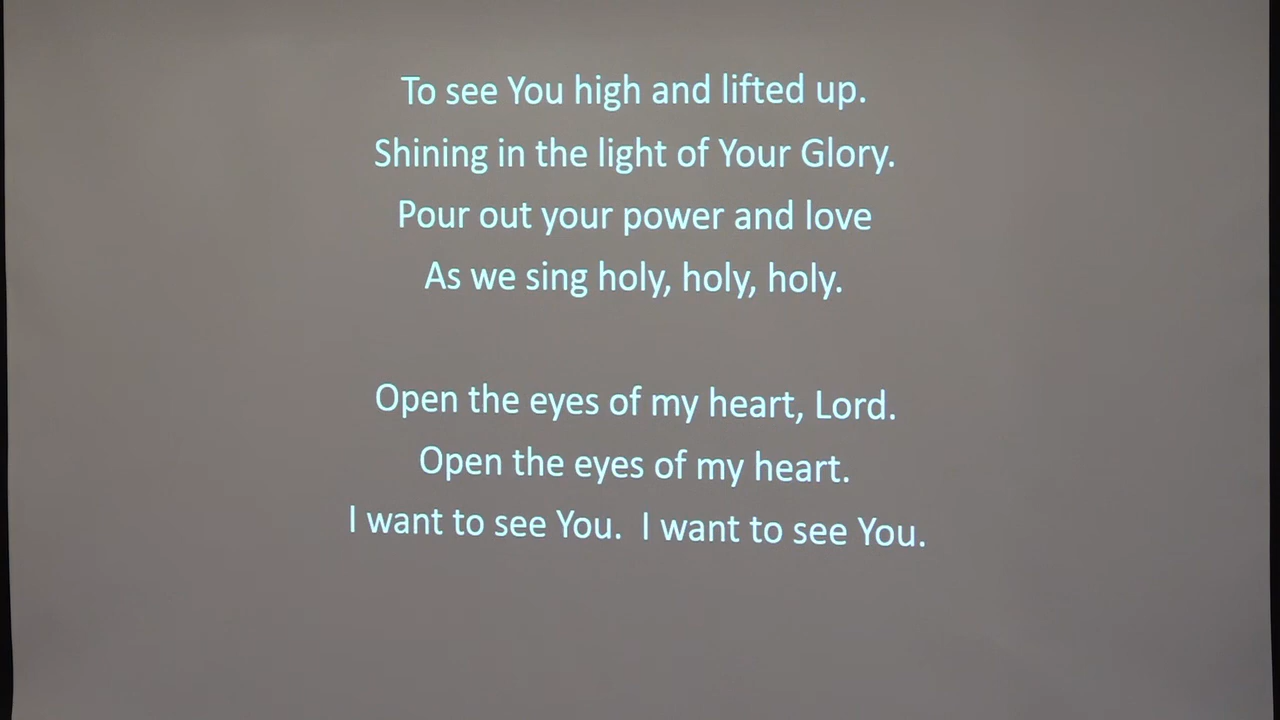 To see You high and lifted up.
Shining in the light of Your Glory.
Pour out your power and love
As we sing holy, holy, holy.
Open the eyes of my heart, Lord.
Open the eyes of my heart.
I want to see You. I want to see You.